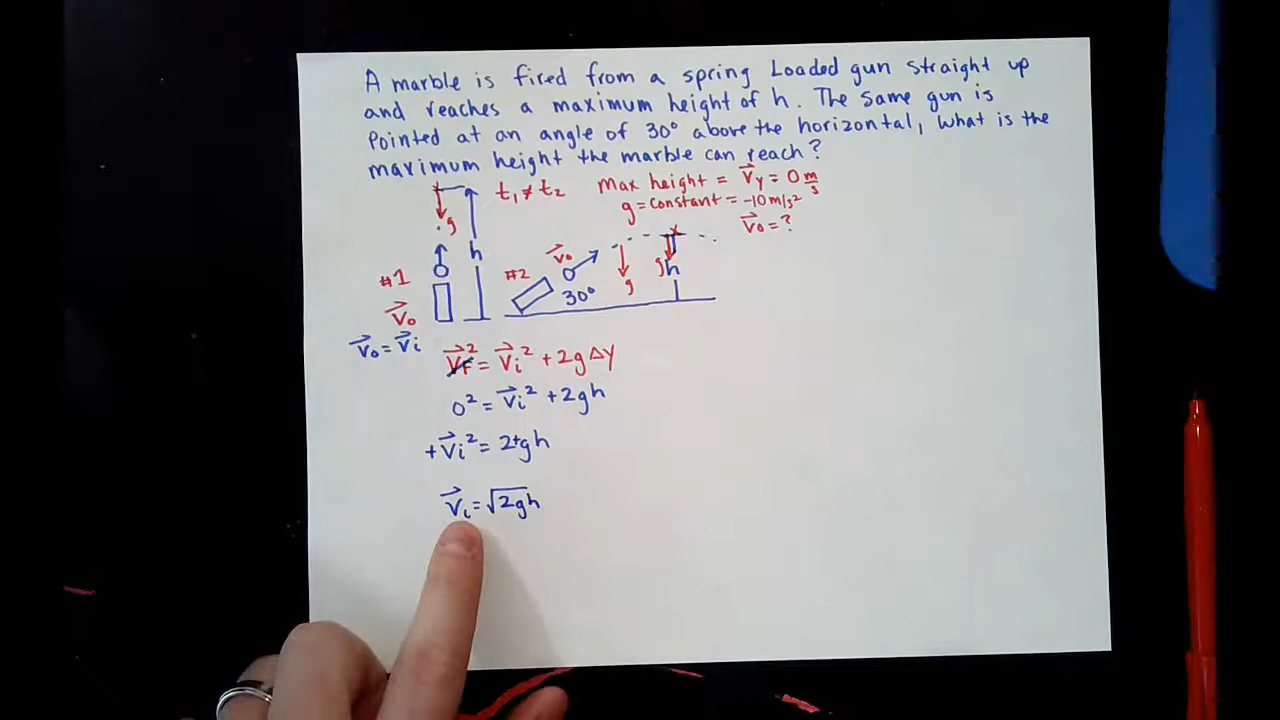 A marble is fired from a spring Loaded gun straight up
and reaches a maximum height of h. The same gun is
pointed at an angle of 30° above the horizontal, what is the
maximum height the marble can reach?
t₁≠t₂
max height = V⃗y = 0 m/s
g = constant = -10 m/s²
V⃗o = ?
g
h
#1
V⃗o
#2
V⃗o
30°
g
g
h
V⃗o = V⃗i
V⃗f² = V⃗i² + 2gΔy
0² = V⃗i² + 2gh
+V⃗i² = 2+gh
V⃗i = √2gh